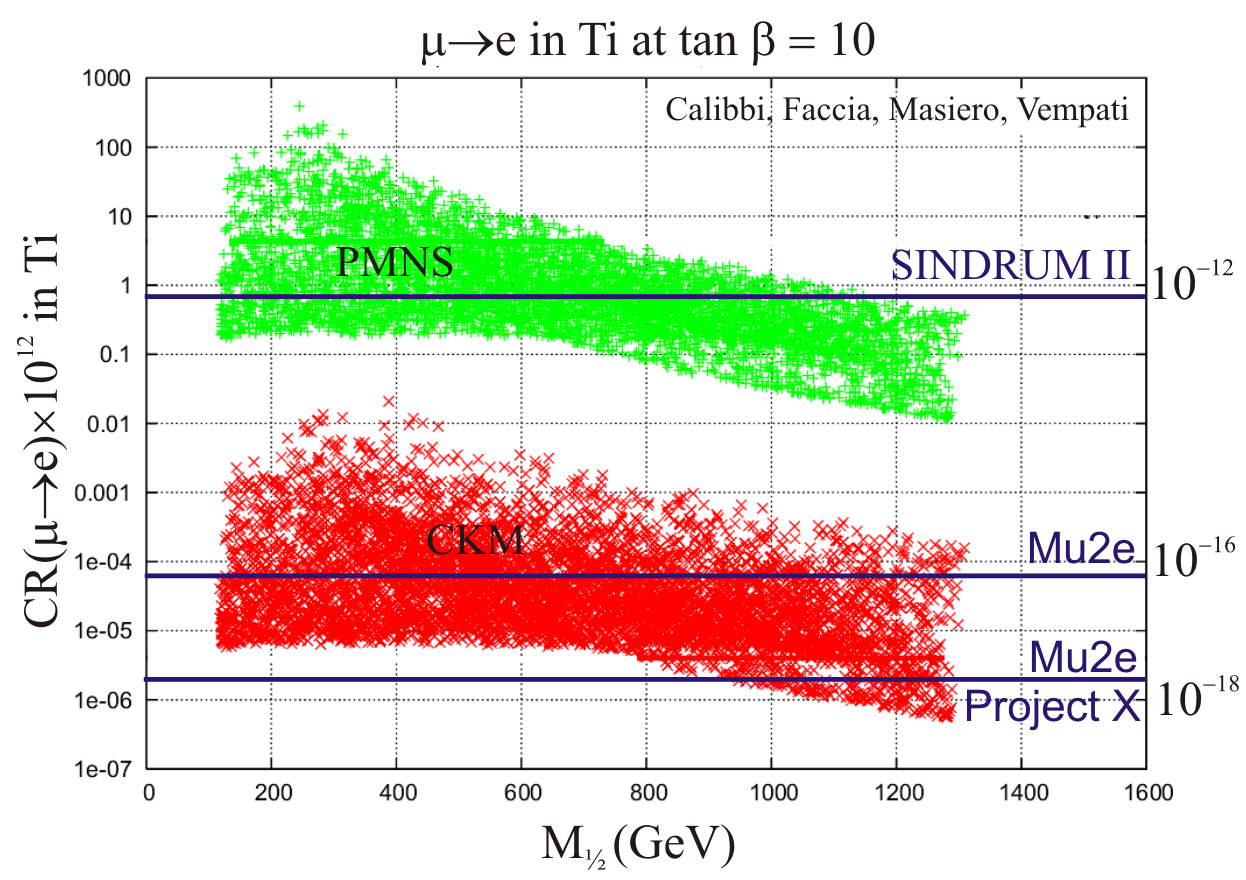 μ→e in Ti at tan β = 10
Calibbi, Faccia, Masiero, Vempati
1000
100
10
1
0.1
0.01
0.001
1e-04
1e-05
1e-06
1e-07
CR(μ→e)×10¹² in Ti
PMNS
SINDRUM II
10⁻¹²
CKM
Mu2e
10⁻¹⁶
Mu2e
Project X
10⁻¹⁸
0 200 400 600 800 1000 1200 1400 1600
M½ (GeV)